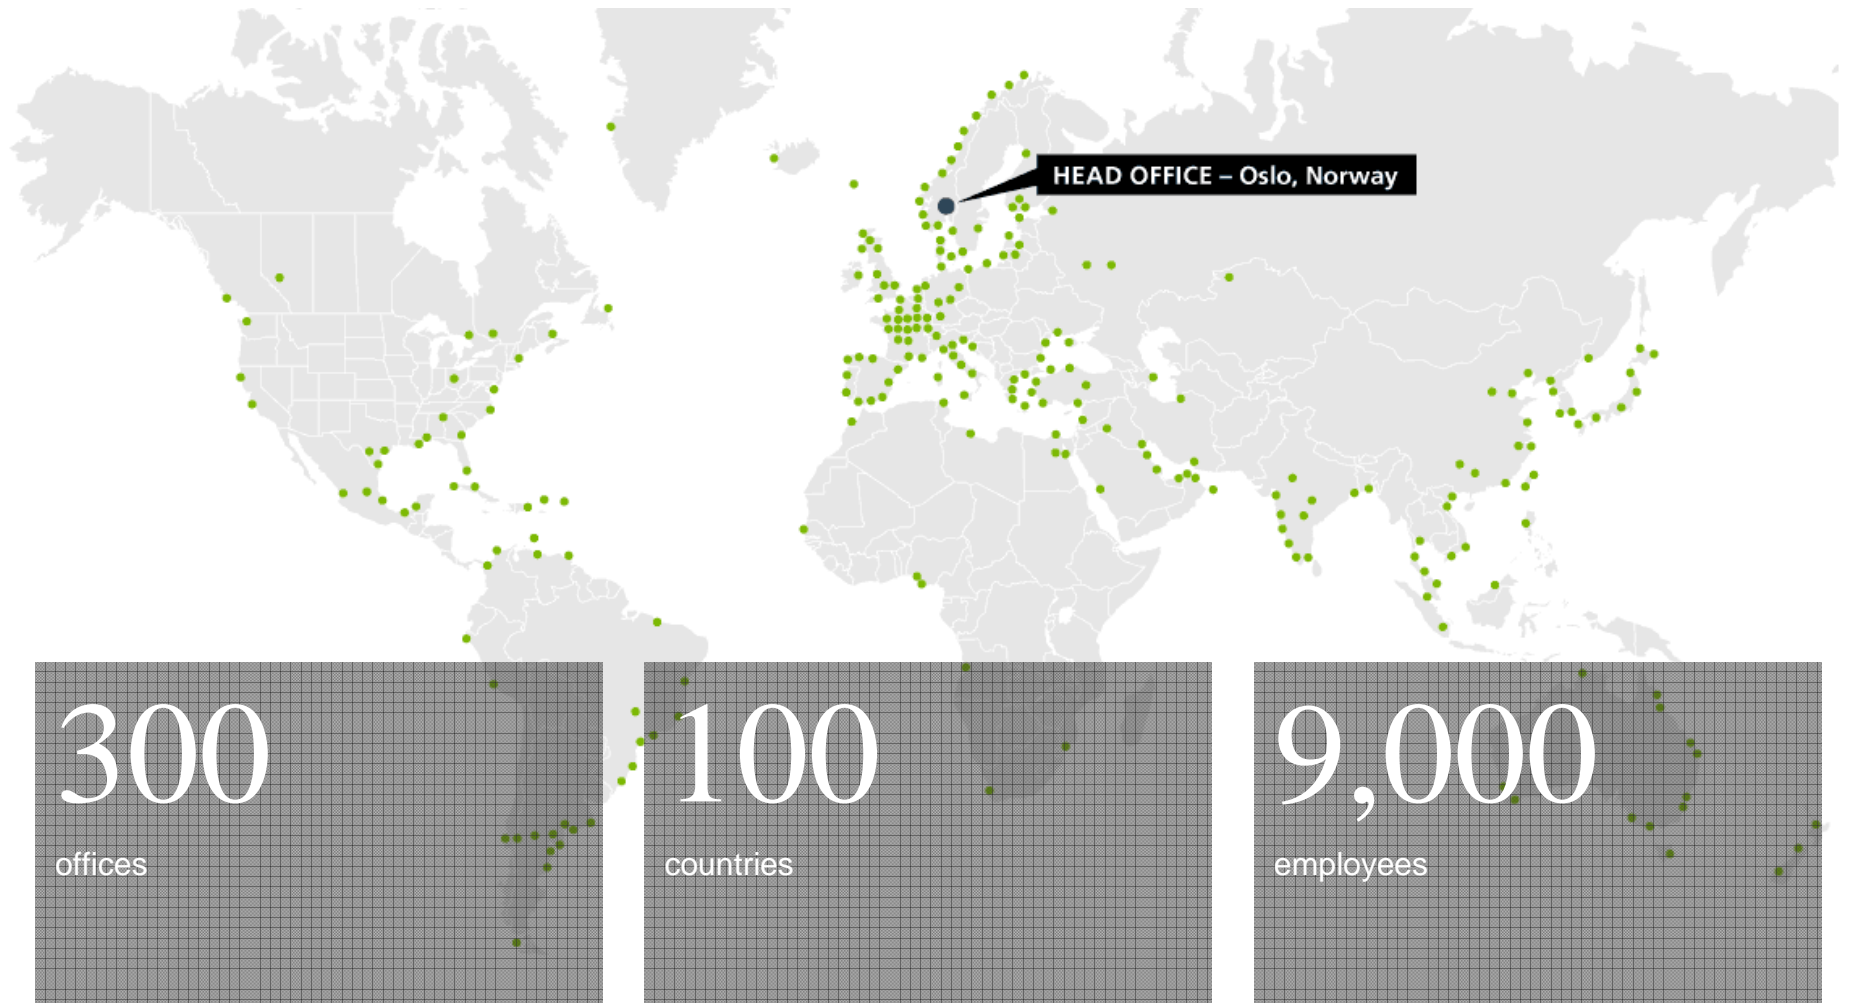 HEAD OFFICE – Oslo, Norway
300
offices
100
countries
9,000
employees